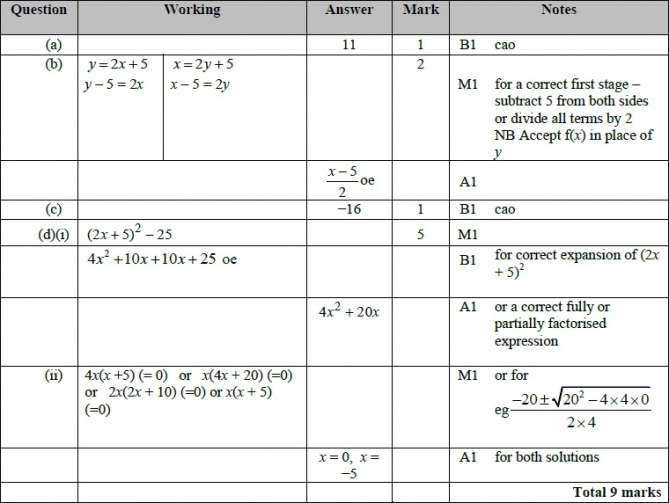 Question Working Answer Mark Notes
(a) 11 1 B1 cao
(b) y = 2x + 5 x = 2y + 5 2
y − 5 = 2x x − 5 = 2y M1 for a correct first stage –
subtract 5 from both sides
or divide all terms by 2
NB Accept f(x) in place of
y
(x − 5)/2 oe A1
(c) −16 1 B1 cao
(d)(i) (2x + 5)² − 25 5 M1
4x² +10x+10x+25 oe B1 for correct expansion of (2x
+ 5)²
4x² + 20x A1 or a correct fully or
partially factorised
expression
(ii) 4x(x +5) (= 0) or x(4x + 20) (=0) M1 or for
or 2x(2x + 10) (=0) or x(x + 5)
(=0)
eg (−20±√(20² − 4×4×0))/(2×4)
x = 0, x = A1 for both solutions
−5
Total 9 marks